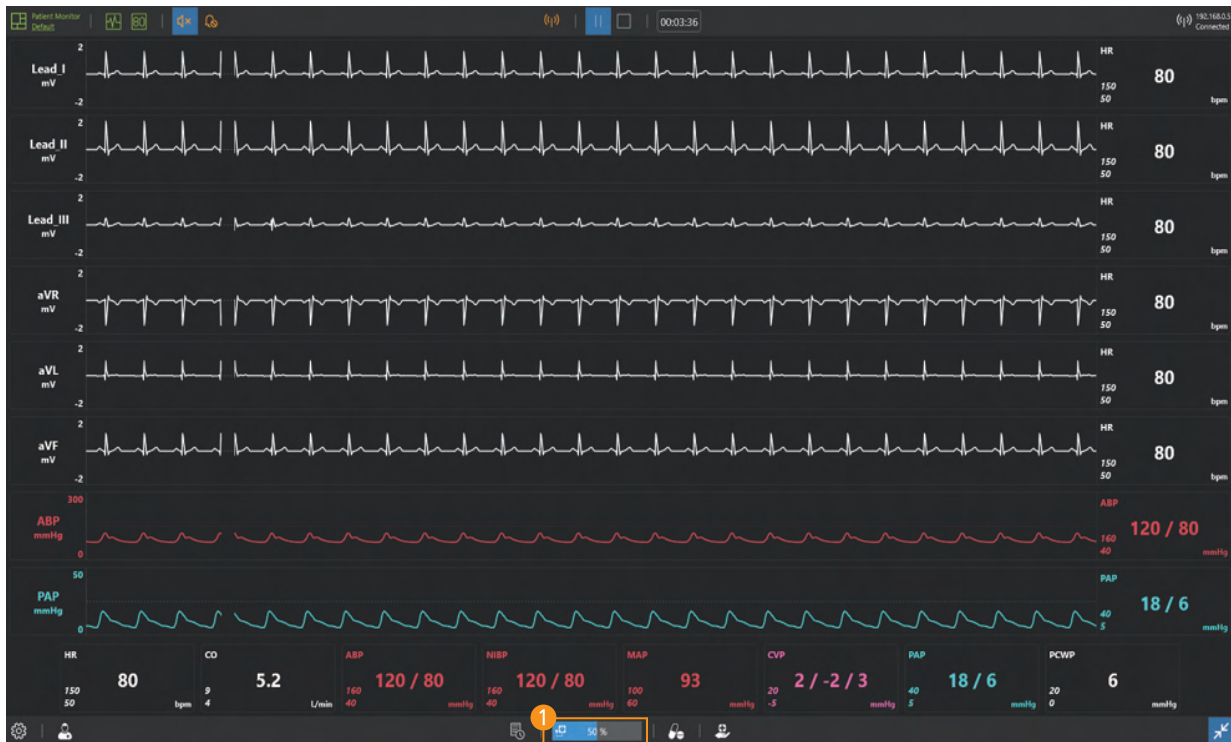 Patient Monitor
Default
80
00:03:36
192.168.0.5
Connected
Lead_I
mV
2
-2
HR
150
50
80
bpm
Lead_II
mV
2
-2
HR
150
50
80
bpm
Lead_III
mV
2
-2
HR
150
50
80
bpm
aVR
mV
2
-2
HR
150
50
80
bpm
aVL
mV
2
-2
HR
150
50
80
bpm
aVF
mV
2
-2
HR
150
50
80
bpm
ABP
mmHg
300
0
ABP
160
40
120 / 80
mmHg
PAP
mmHg
50
0
PAP
40
5
18 / 6
mmHg
HR
150
50
80
bpm
CO
9
4
5.2
L/min
ABP
160
40
120 / 80
mmHg
NIBP
160
40
120 / 80
mmHg
MAP
100
60
93
mmHg
CVP
20
-5
2 / -2 / 3
mmHg
PAP
40
5
18 / 6
mmHg
PCWP
20
0
6
mmHg
1
50 %